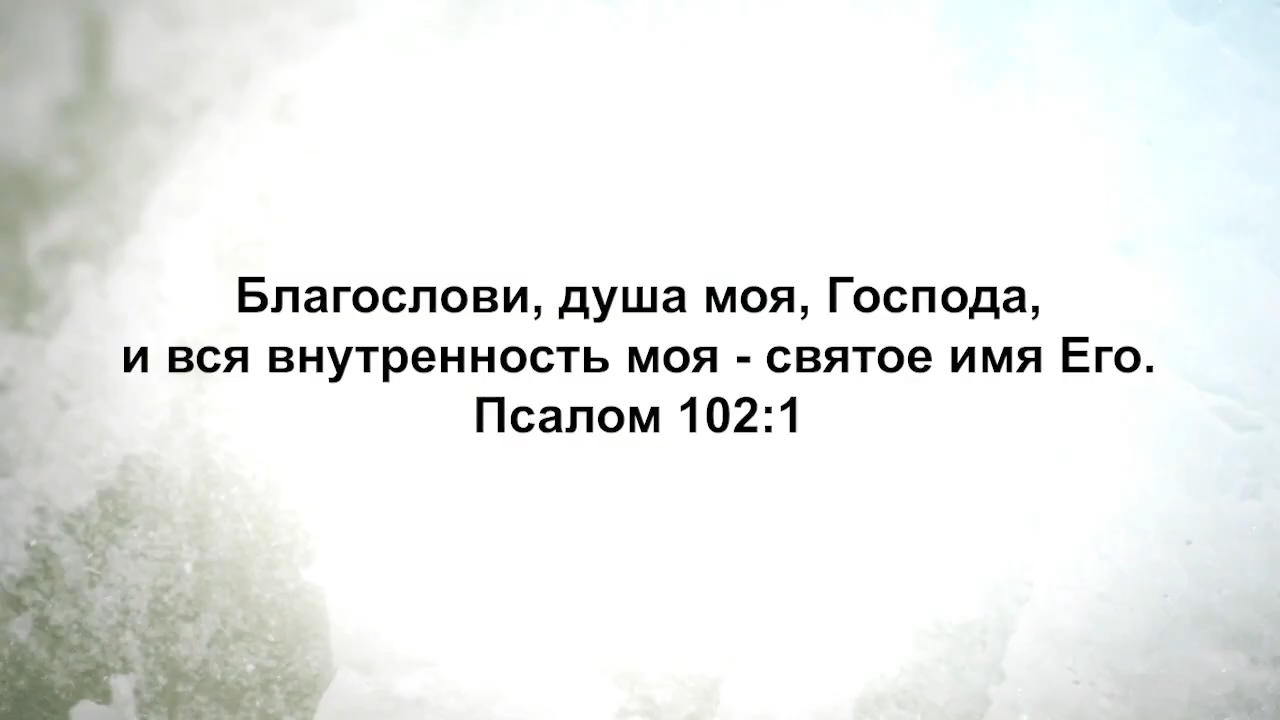 Благослови, душа моя, Господа,
и вся внутренность моя - святое имя Его.
Псалом 102:1